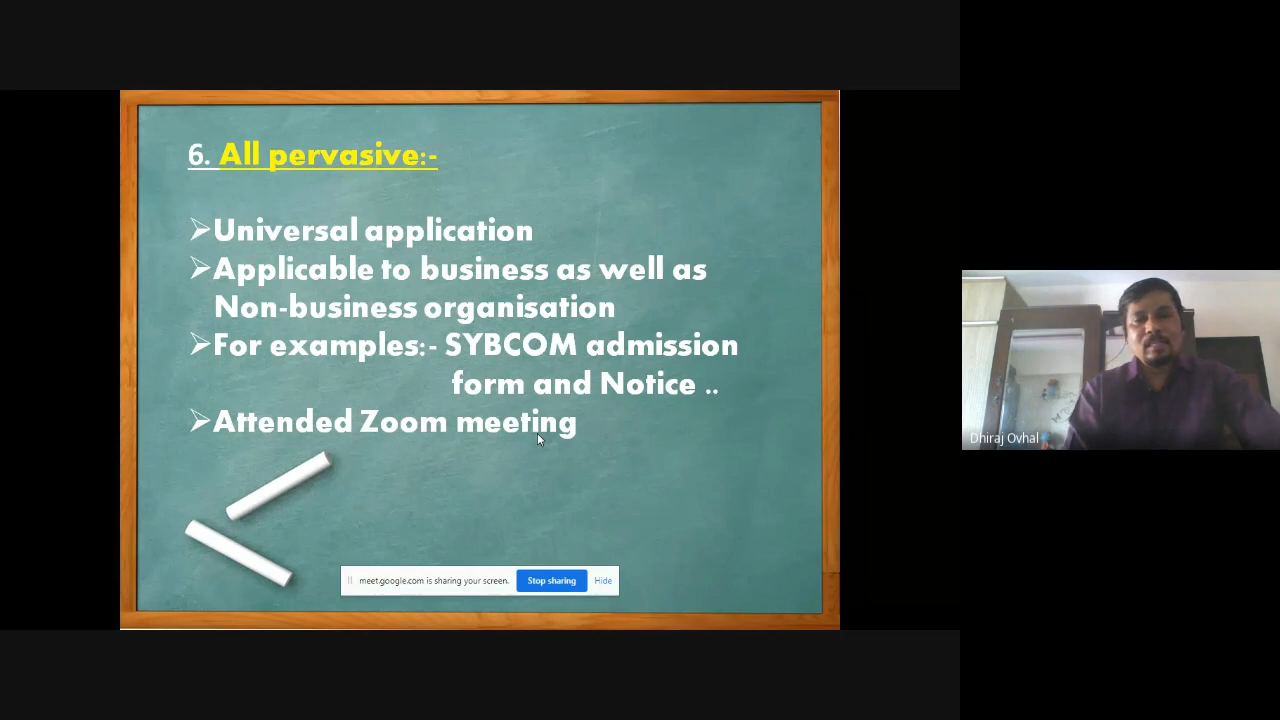 6. All pervasive:-
➢Universal application
➢Applicable to business as well as
Non-business organisation
➢For examples:- SYBCOM admission
form and Notice ..
➢Attended Zoom meeting
meet.google.com is sharing your screen. Stop sharing Hide
Dhiraj Ovhal